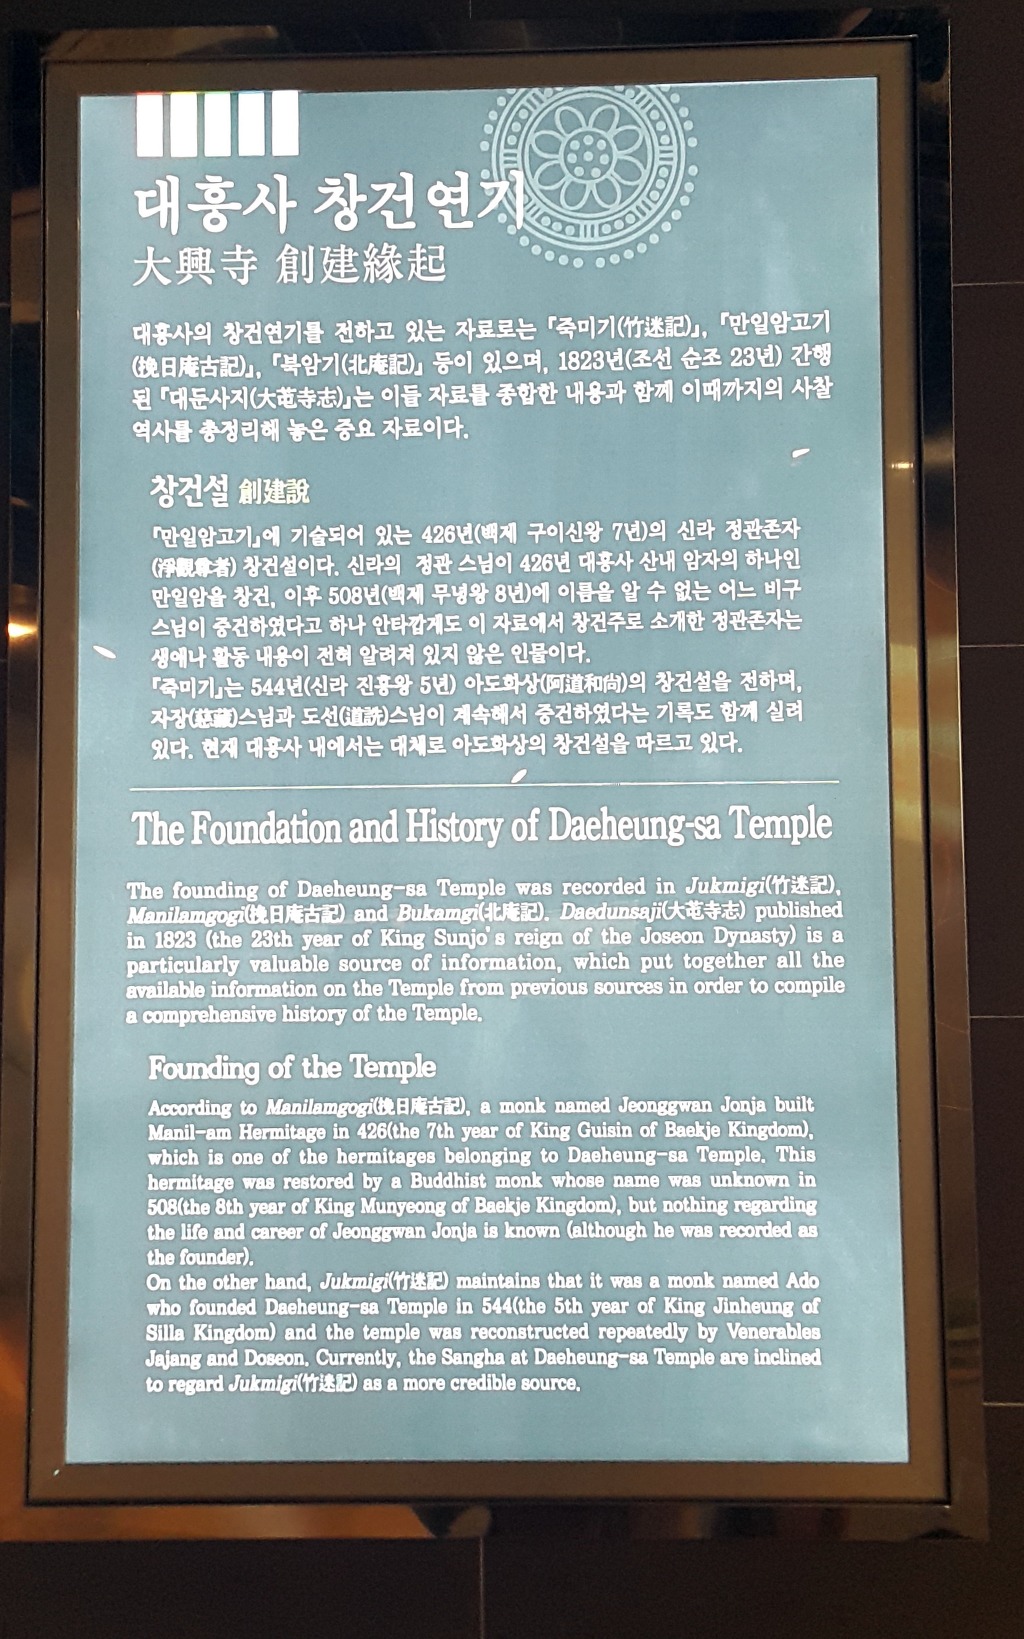 대흥사 창건연기
大興寺 創建緣起
대흥사의 창건연기를 전하고 있는 자료로는 『죽미기(竹迷記)』, 『만일암고기
(挽日庵古記)』, 『북암기(北庵記)』 등이 있으며, 1823년(조선 순조 23년) 간행
된 『대둔사지(大芚寺志)』는 이들 자료를 종합한 내용과 함께 이때까지의 사찰
역사를 총정리해 놓은 중요 자료이다.
창건설 創建說
『만일암고기』에 기술되어 있는 426년(백제 구이신왕 7년)의 신라 정관존자
(淨觀尊者) 창건설이다. 신라의 정관 스님이 426년 대흥사 산내 암자의 하나인
만일암을 창건, 이후 508년(백제 무녕왕 8년)에 이름을 알 수 없는 어느 비구
스님이 중건하였다고 하나 안타깝게도 이 자료에서 창건주로 소개한 정관존자는
생애나 활동 내용이 전혀 알려져 있지 않은 인물이다.
『죽미기』는 544년(신라 진흥왕 5년) 아도화상(阿道和尙)의 창건설을 전하며,
자장(慈藏)스님과 도선(道詵)스님이 계속해서 중건하였다는 기록도 함께 실려
있다. 현재 대흥사 내에서는 대체로 아도화상의 창건설을 따르고 있다.
The Foundation and History of Daeheung-sa Temple
The founding of Daeheung-sa Temple was recorded in Jukmigi(竹迷記),
Manilamgogi(挽日庵古記) and Bukamgi(北庵記). Daedunsaji(大芚寺志) published
in 1823 (the 23th year of King Sunjo's reign of the Joseon Dynasty) is a
particularly valuable source of information, which put together all the
available information on the Temple from previous sources in order to compile
a comprehensive history of the Temple.
Founding of the Temple
According to Manilamgogi(挽日庵古記), a monk named Jeonggwan Jonja built
Manil-am Hermitage in 426(the 7th year of King Guisin of Baekje Kingdom),
which is one of the hermitages belonging to Daeheung-sa Temple. This
hermitage was restored by a Buddhist monk whose name was unknown in
508(the 8th year of King Munyeong of Baekje Kingdom), but nothing regarding
the life and career of Jeonggwan Jonja is known (although he was recorded as
the founder).
On the other hand, Jukmigi(竹迷記) maintains that it was a monk named Ado
who founded Daeheung-sa Temple in 544(the 5th year of King Jinheung of
Silla Kingdom) and the temple was reconstructed repeatedly by Venerables
Jajang and Doseon. Currently, the Sangha at Daeheung-sa Temple are inclined
to regard Jukmigi(竹迷記) as a more credible source.